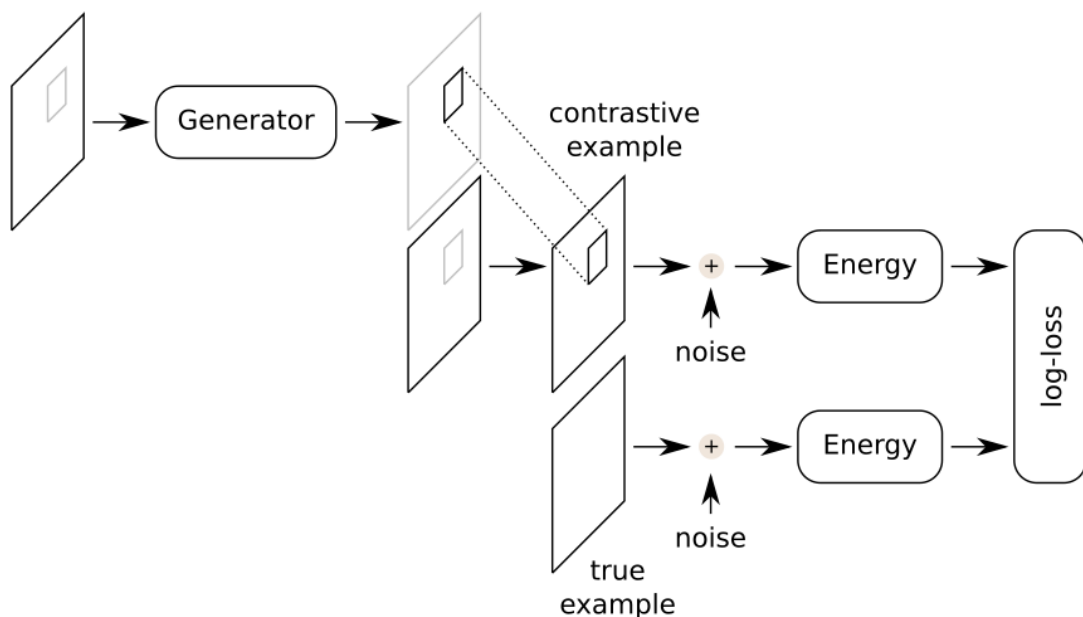 Generator
contrastive
example
+
Energy
noise
log-loss
+
Energy
noise
true
example